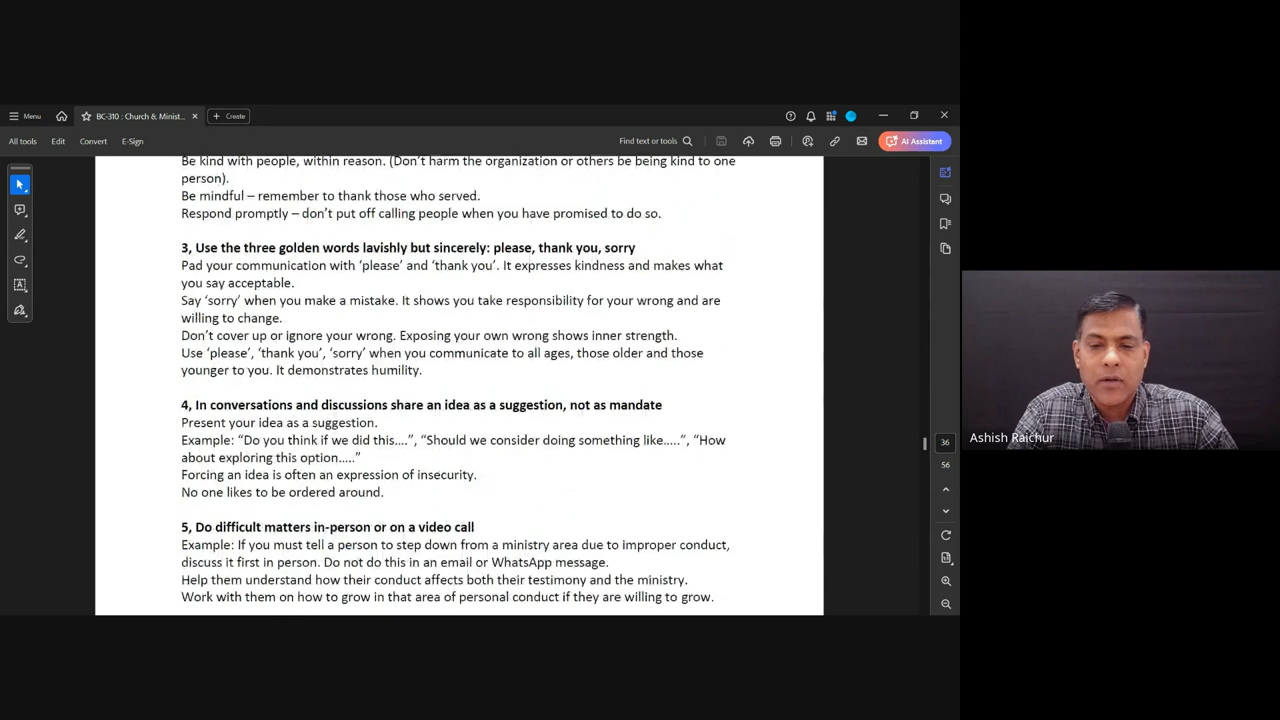 Menu
BC-310 : Church & Minist...
Create
All tools
Edit
Convert
E-Sign
Find text or tools
AI Assistant
Be kind with people, within reason. (Don’t harm the organization or others be being kind to one
person).
Be mindful – remember to thank those who served.
Respond promptly – don’t put off calling people when you have promised to do so.
3, Use the three golden words lavishly but sincerely: please, thank you, sorry
Pad your communication with ‘please’ and ‘thank you’. It expresses kindness and makes what
you say acceptable.
Say ‘sorry’ when you make a mistake. It shows you take responsibility for your wrong and are
willing to change.
Don’t cover up or ignore your wrong. Exposing your own wrong shows inner strength.
Use ‘please’, ‘thank you’, ‘sorry’ when you communicate to all ages, those older and those
younger to you. It demonstrates humility.
4, In conversations and discussions share an idea as a suggestion, not as mandate
Present your idea as a suggestion.
Example: “Do you think if we did this....”, “Should we consider doing something like.....“, “How
about exploring this option.....”
Forcing an idea is often an expression of insecurity.
No one likes to be ordered around.
5, Do difficult matters in-person or on a video call
Example: If you must tell a person to step down from a ministry area due to improper conduct,
discuss it first in person. Do not do this in an email or WhatsApp message.
Help them understand how their conduct affects both their testimony and the ministry.
Work with them on how to grow in that area of personal conduct if they are willing to grow.
36
56
Ashish Raichur